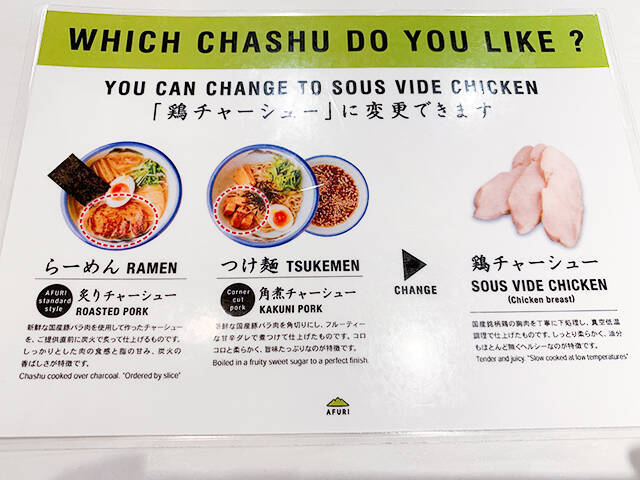 WHICH CHASHU DO YOU LIKE ?
YOU CAN CHANGE TO SOUS VIDE CHICKEN
「鶏チャーシュー」に変更できます
らーめん RAMEN
AFURI
standard
style
炙りチャーシュー
ROASTED PORK
新鮮な国産豚バラ肉を使用して作ったチャーシュー
を、ご提供直前に炭火で炙って仕上げるものです。
しっかりとした肉の食感と脂の甘み、炭火の
香ばしさが特徴です。
Chashu cooked over charcoal. "Ordered by slice"
つけ麺 TSUKEMEN
Corner
cut
pork
角煮チャーシュー
KAKUNI PORK
新鮮な国産豚バラ肉を角切りにし、フルーティー
な甘辛ダレで煮つけて仕上げたものです。コロ
コロと柔らかく、旨味たっぷりなのが特徴です。
Boiled in a fruity sweet sugar to a perfect finish.
CHANGE
鶏チャーシュー
SOUS VIDE CHICKEN
(Chicken breast)
国産銘柄鶏の胸肉を丁寧に下処理し、真空低温
調理で仕上げたものです。しっとり柔らかく、油分
もほとんど無くヘルシーなのが特徴です。
Tender and juicy. "Slow cooked at low temperatures"
AFURI